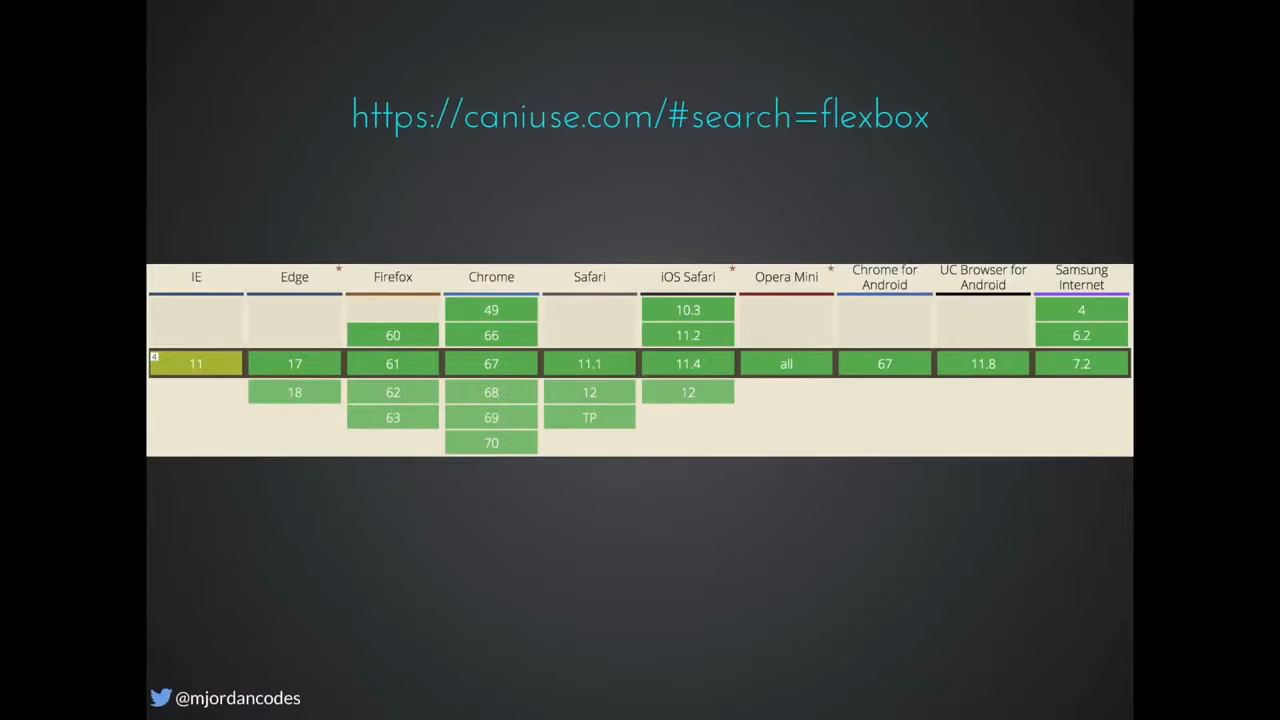 https://caniuse.com/#search=flexbox
IE Edge * Firefox Chrome Safari iOS Safari * Opera Mini * Chrome for Android UC Browser for Android Samsung Internet
49 10.3 4
60 66 11.2 6.2
4 11 17 61 67 11.1 11.4 all 67 11.8 7.2
18 62 68 12 12
63 69 TP
70
@mjordancodes